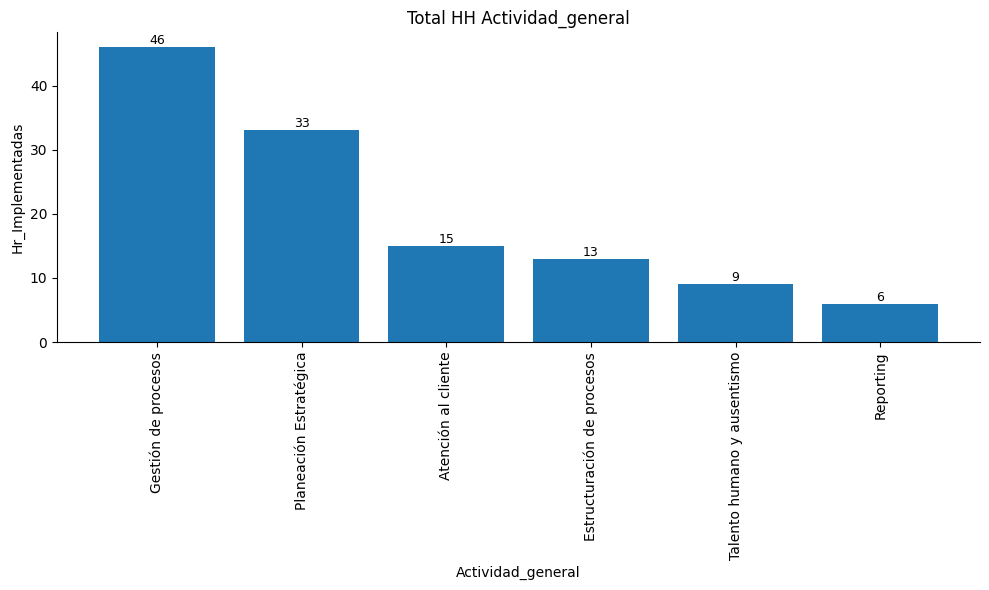 Total HH Actividad_general
Hr_Implementadas
40
30
20
10
0
46
33
15
13
9
6
Gestión de procesos
Planeación Estratégica
Atención al cliente
Estructuración de procesos
Talento humano y ausentismo
Reporting
Actividad_general